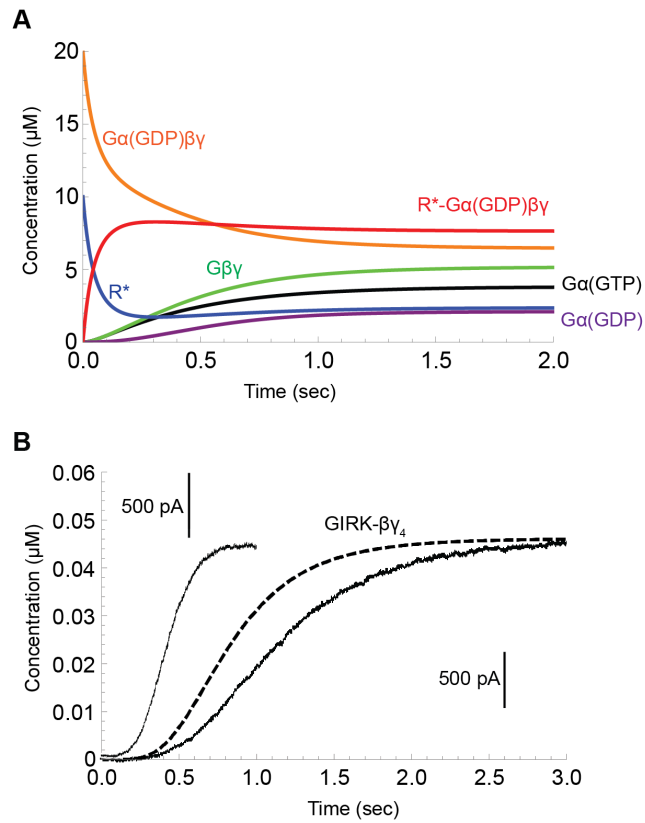 A
20
15
10
5
0
Concentration (µM)
Gα(GDP)βγ
R*-Gα(GDP)βγ
Gβγ
R*
Gα(GTP)
Gα(GDP)
0.0 0.5 1.0 1.5 2.0
Time (sec)
B
0.06
0.05
0.04
0.03
0.02
0.01
0
Concentration (µM)
500 pA
GIRK-βγ4
500 pA
0.0 0.5 1.0 1.5 2.0 2.5 3.0
Time (sec)